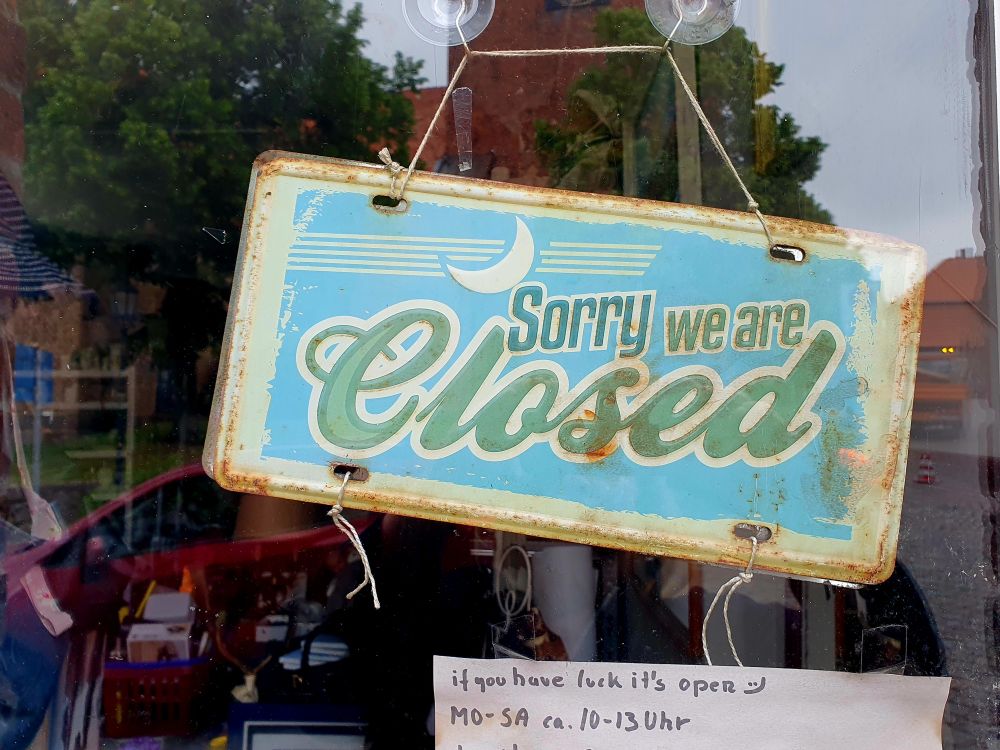 Sorry we are
Closed
if you have luck it's open :)
MO-SA ca. 10-13 Uhr